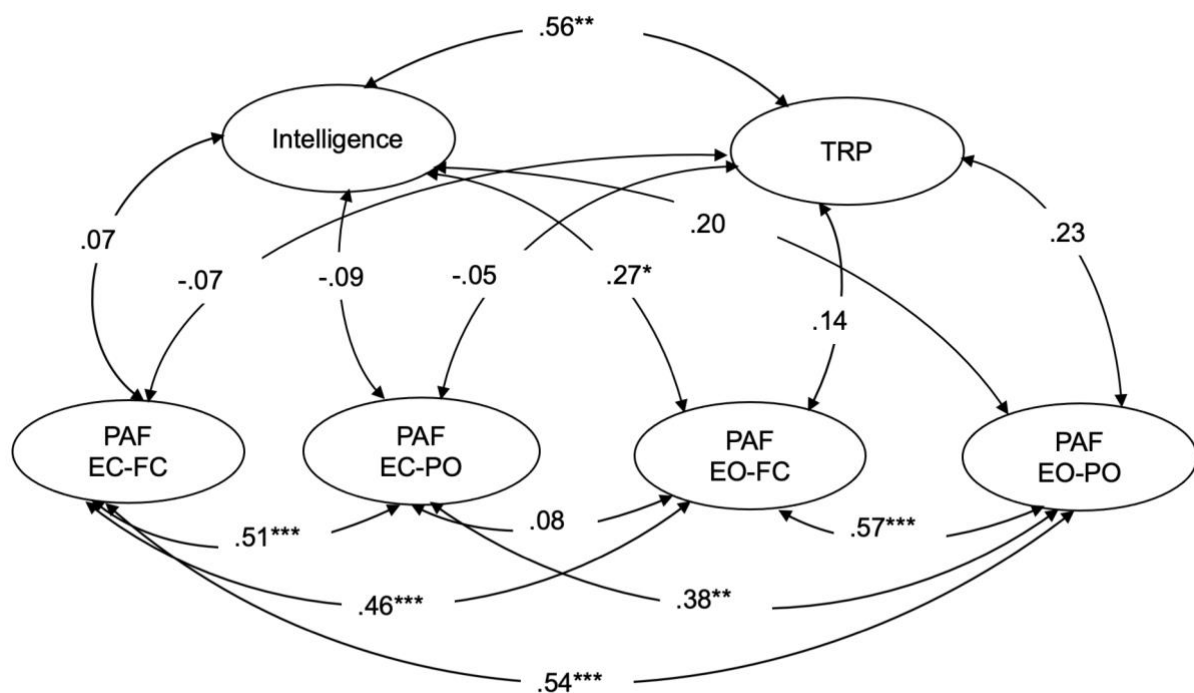 .56**
Intelligence
TRP
.07
-.07
-.09
-.05
.27*
.20
.14
.23
PAF
EC-FC
PAF
EC-PO
PAF
EO-FC
PAF
EO-PO
.51***
.08
.57***
.46***
.38**
.54***